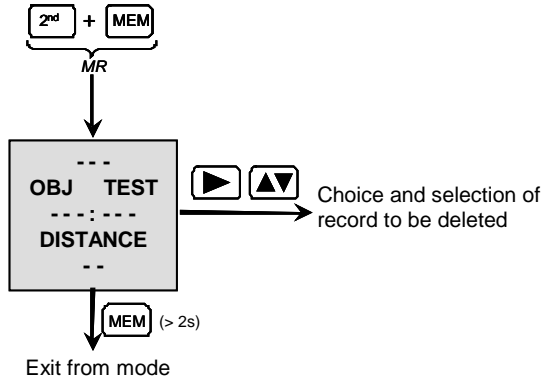 2nd + MEM
MR
- - -
OBJ TEST
- - - : - - -
DISTANCE
- -
Choice and selection of
record to be deleted
MEM (> 2s)
Exit from mode